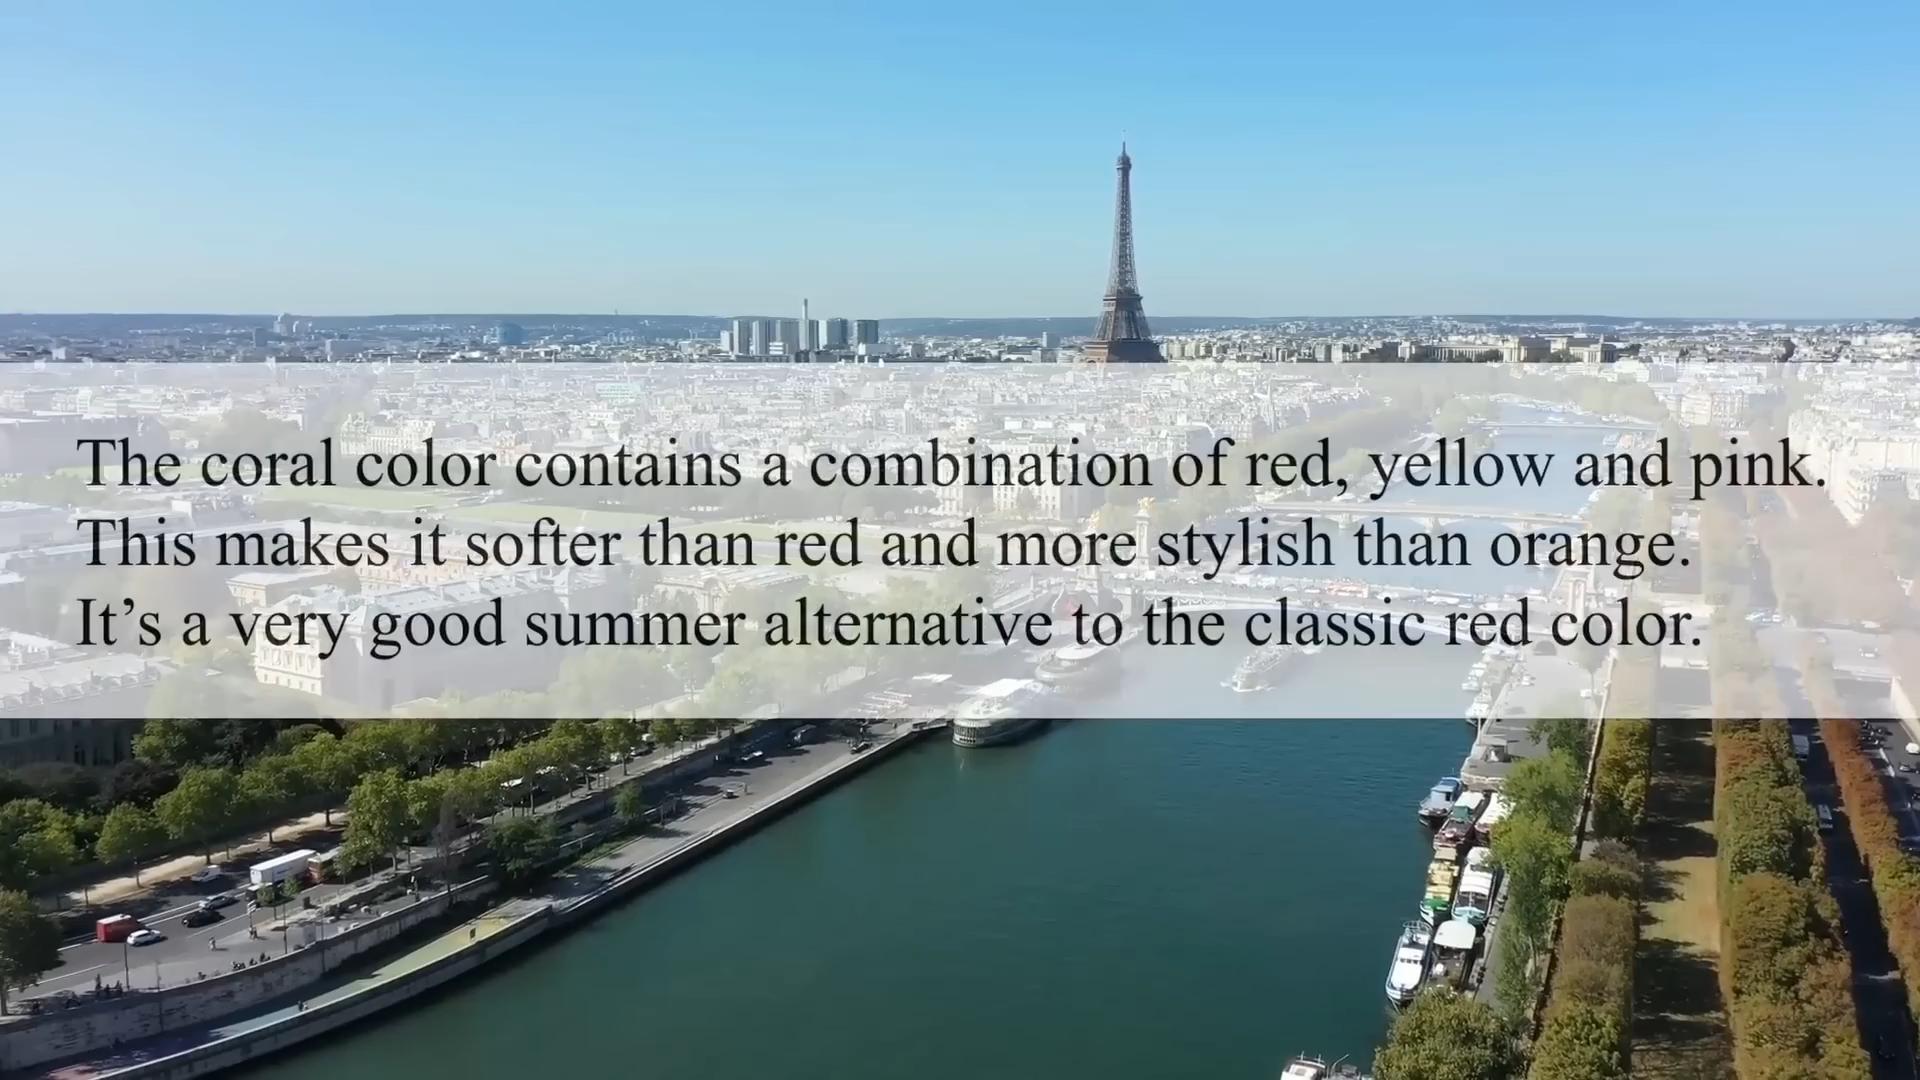 The coral color contains a combination of red, yellow and pink.
This makes it softer than red and more stylish than orange.
It’s a very good summer alternative to the classic red color.